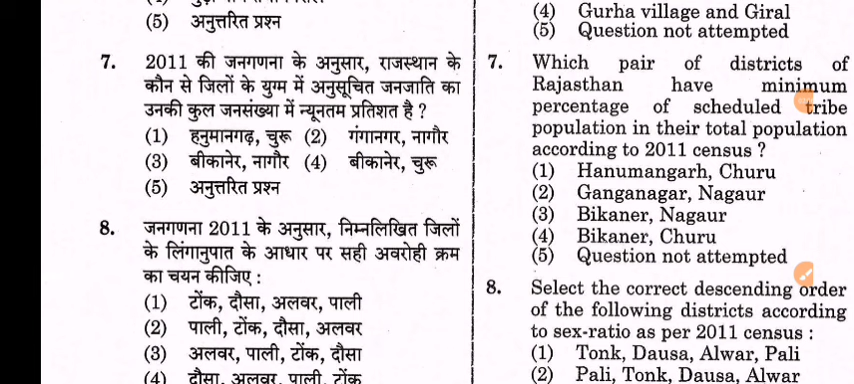 (5) अनुत्तरित प्रश्न
7. 2011 की जनगणना के अनुसार, राजस्थान के
कौन से जिलों के युग्म में अनुसूचित जनजाति का
उनकी कुल जनसंख्या में न्यूनतम प्रतिशत है ?
(1) हनुमानगढ़, चुरू (2) गंगानगर, नागौर
(3) बीकानेर, नागौर (4) बीकानेर, चुरू
(5) अनुत्तरित प्रश्न
8. जनगणना 2011 के अनुसार, निम्नलिखित जिलों
के लिंगानुपात के आधार पर सही अवरोही क्रम
का चयन कीजिए :
(1) टोंक, दौसा, अलवर, पाली
(2) पाली, टोंक, दौसा, अलवर
(3) अलवर, पाली, टोंक, दौसा
(4) दौसा, अलवर, पाली, टोंक
(4) Gurha village and Giral
(5) Question not attempted
7. Which pair of districts of
Rajasthan have minimum
percentage of scheduled tribe
population in their total population
according to 2011 census ?
(1) Hanumangarh, Churu
(2) Ganganagar, Nagaur
(3) Bikaner, Nagaur
(4) Bikaner, Churu
(5) Question not attempted
8. Select the correct descending order
of the following districts according
to sex-ratio as per 2011 census :
(1) Tonk, Dausa, Alwar, Pali
(2) Pali, Tonk, Dausa, Alwar